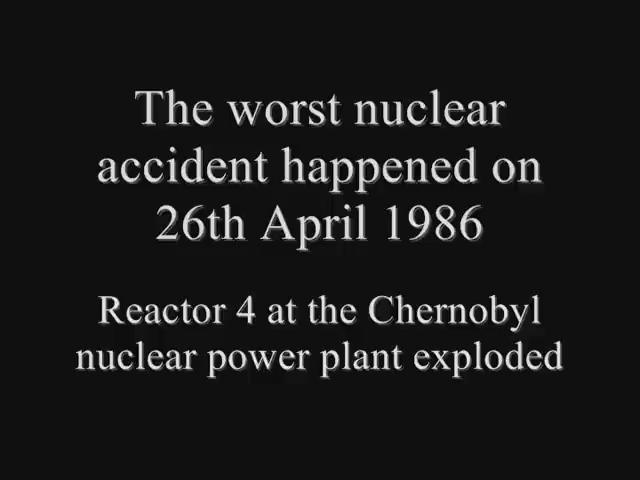 The worst nuclear
accident happened on
26th April 1986
Reactor 4 at the Chernobyl
nuclear power plant exploded